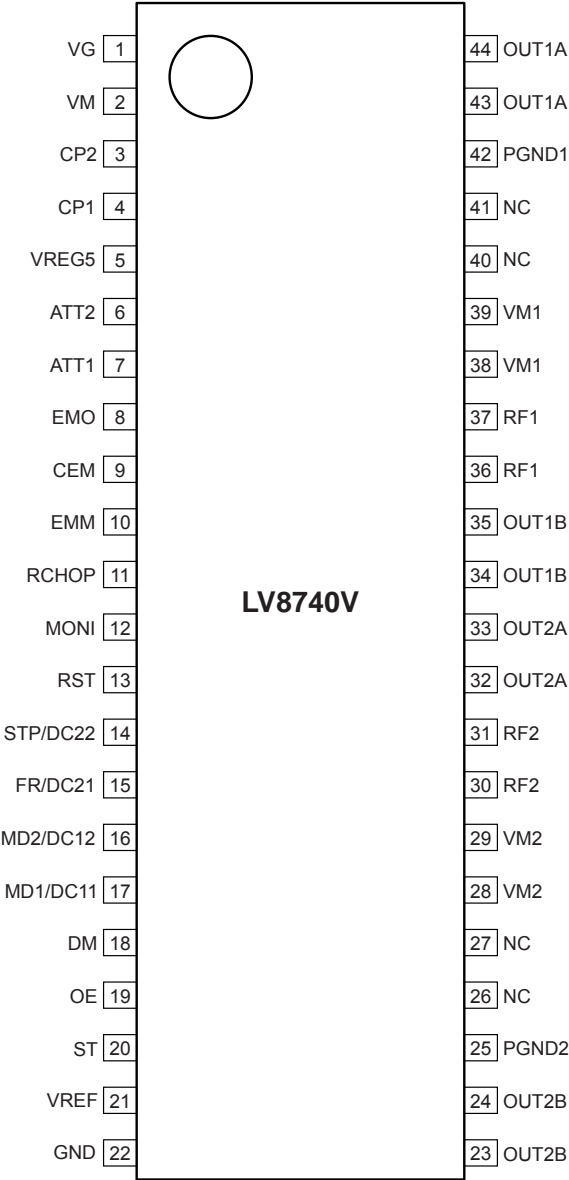 VG 1 44 OUT1A
VM 2 43 OUT1A
CP2 3 42 PGND1
CP1 4 41 NC
VREG5 5 40 NC
ATT2 6 39 VM1
ATT1 7 38 VM1
EMO 8 37 RF1
CEM 9 36 RF1
EMM 10 35 OUT1B
RCHOP 11 34 OUT1B
LV8740V
MONI 12 33 OUT2A
RST 13 32 OUT2A
STP/DC22 14 31 RF2
FR/DC21 15 30 RF2
MD2/DC12 16 29 VM2
MD1/DC11 17 28 VM2
DM 18 27 NC
OE 19 26 NC
ST 20 25 PGND2
VREF 21 24 OUT2B
GND 22 23 OUT2B